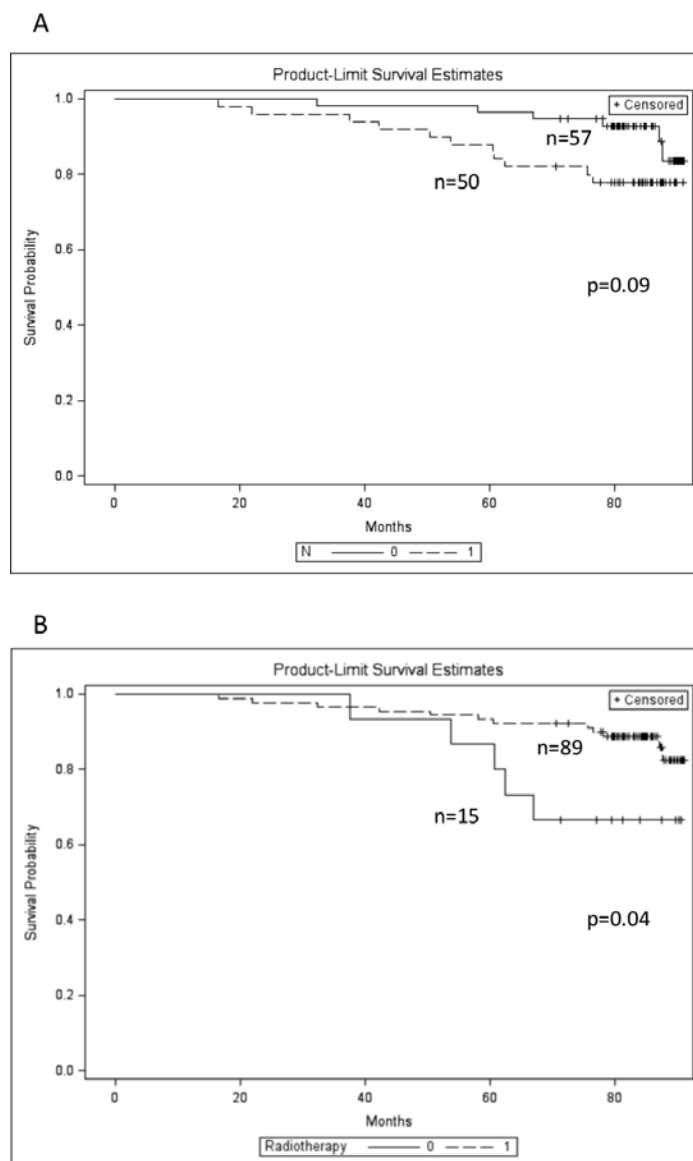 A
Product-Limit Survival Estimates
+ Censored
1.0
n=57
0.8
n=50
0.6
p=0.09
Survival Probability
0.4
0.2
0.0
0 20 40 60 80
Months
N 0 1
B
Product-Limit Survival Estimates
+ Censored
1.0
n=89
0.8
n=15
0.6
Survival Probability
0.4
p=0.04
0.2
0.0
0 20 40 60 80
Months
Radiotherapy 0 1